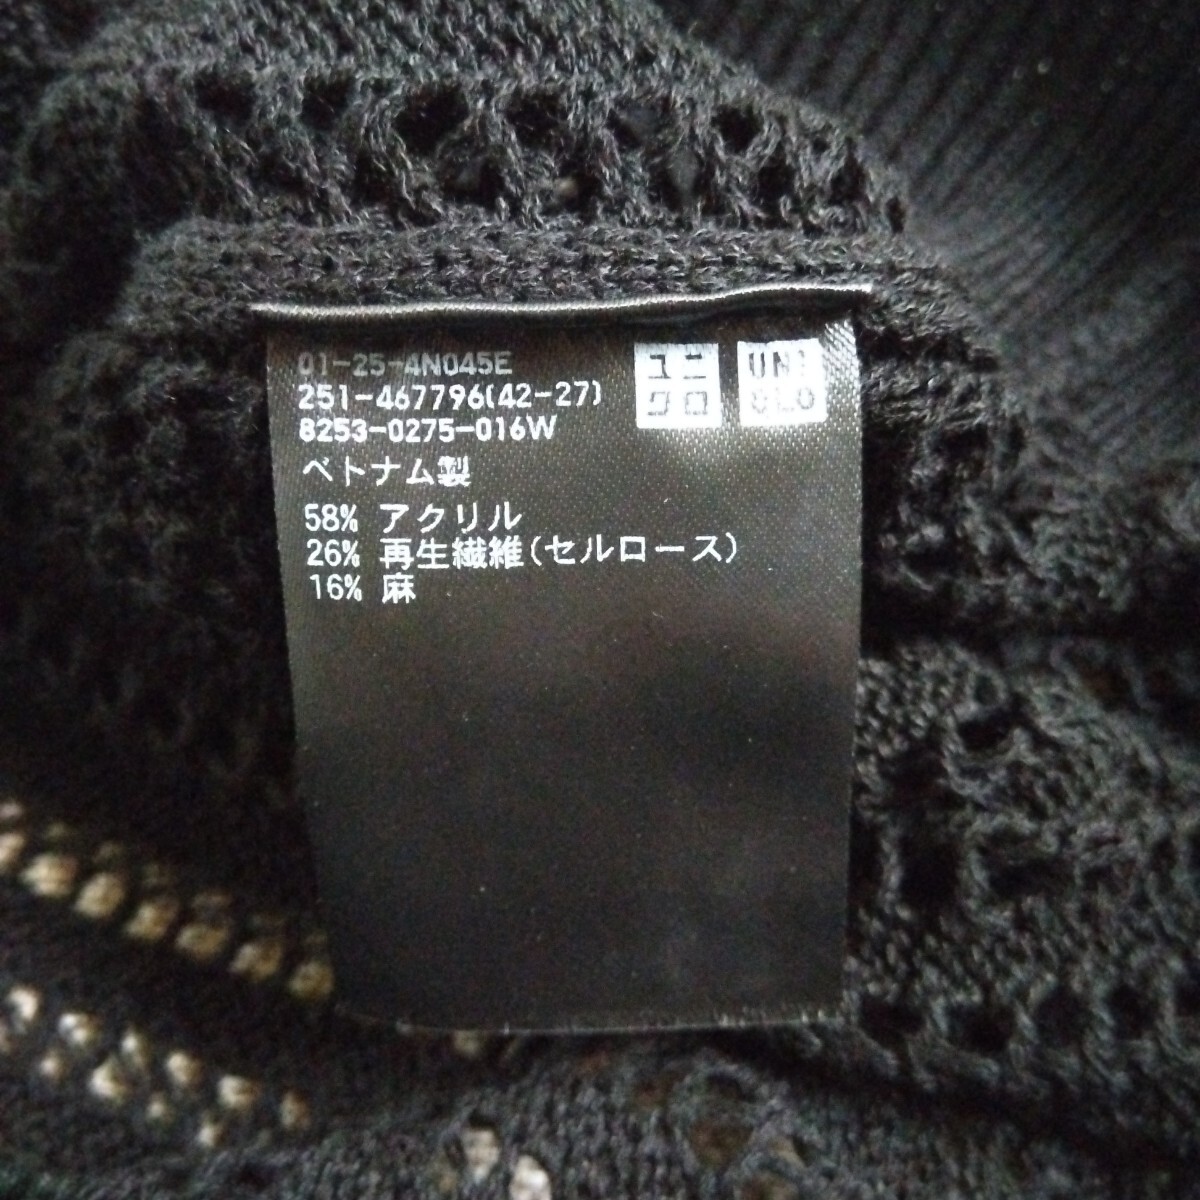 01-25-4N045E
251-467796(42-27)
8253-0275-016W
ベトナム製
58% アクリル
26% 再生繊維(セルロース)
16% 麻
ユニ
クロ
UNI
QLO